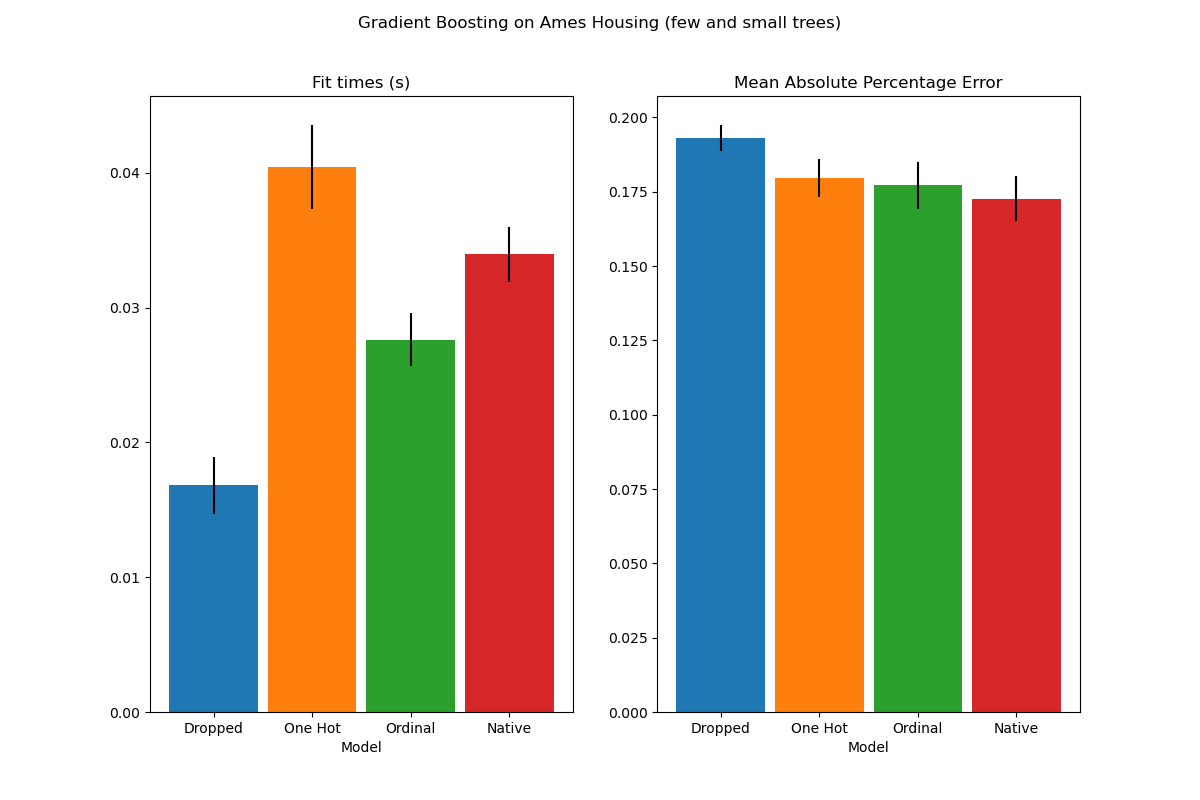 Gradient Boosting on Ames Housing (few and small trees)
Fit times (s)
0.04
0.03
0.02
0.01
0.00
Dropped One Hot Ordinal Native
Model
Mean Absolute Percentage Error
0.200
0.175
0.150
0.125
0.100
0.075
0.050
0.025
0.000
Dropped One Hot Ordinal Native
Model